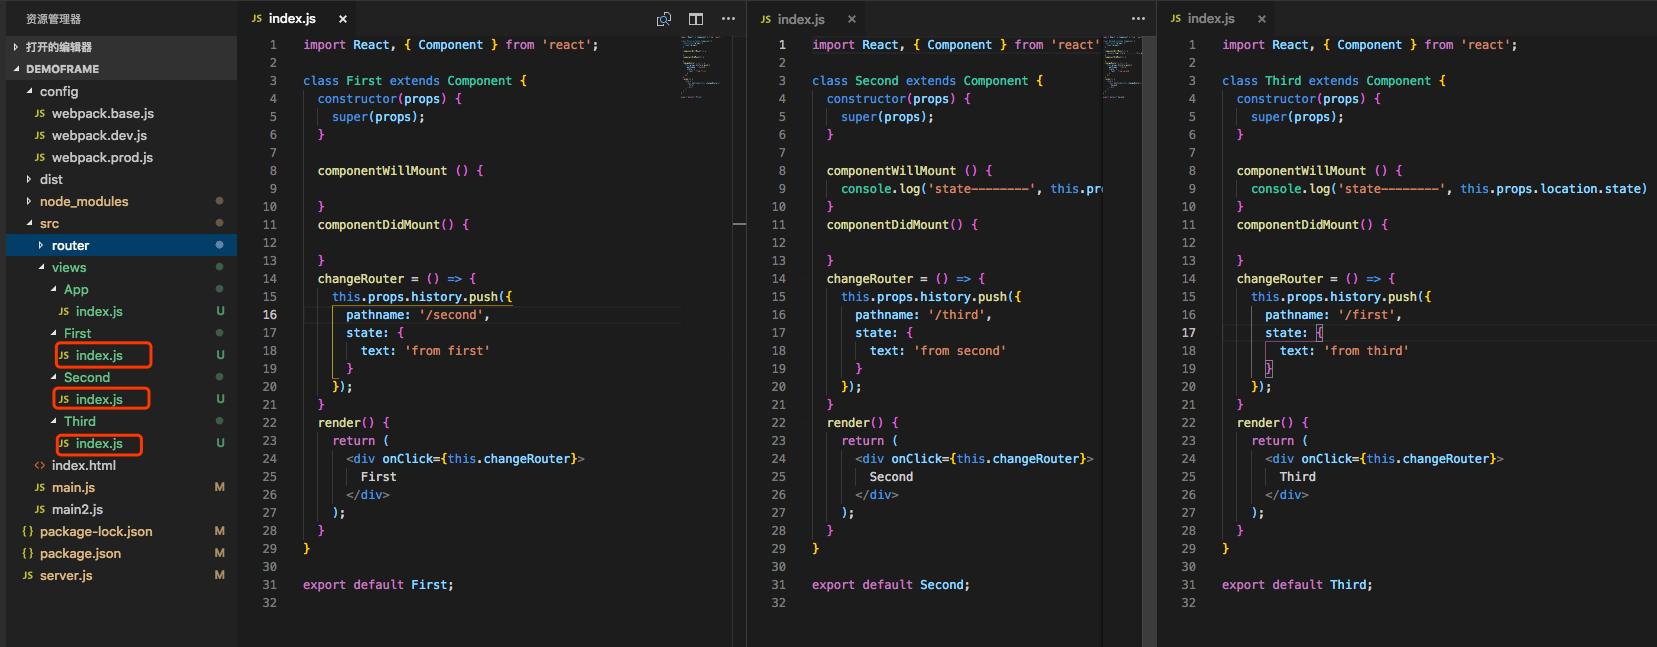 资源管理器
打开的编辑器
DEMOFRAME
config
JS webpack.base.js
JS webpack.dev.js
JS webpack.prod.js
dist
node_modules
src
router
views
App
JS index.js U
First
JS index.js U
Second
JS index.js U
Third
JS index.js U
<> index.html
JS main.js M
JS main2.js
{} package-lock.json M
{} package.json M
JS server.js M
JS index.js ×
1 import React, { Component } from 'react';
2
3 class First extends Component {
4 constructor(props) {
5 super(props);
6 }
7
8 componentWillMount () {
9
10 }
11 componentDidMount() {
12
13 }
14 changeRouter = () => {
15 this.props.history.push({
16 pathname: '/second',
17 state: {
18 text: 'from first'
19 }
20 });
21 }
22 render() {
23 return (
24 <div onClick={this.changeRouter}>
25 First
26 </div>
27 );
28 }
29 }
30
31 export default First;
32
JS index.js ×
1 import React, { Component } from 'react'
2
3 class Second extends Component {
4 constructor(props) {
5 super(props);
6 }
7
8 componentWillMount () {
9 console.log('state--------', this.pr
10 }
11 componentDidMount() {
12
13 }
14 changeRouter = () => {
15 this.props.history.push({
16 pathname: '/third',
17 state: {
18 text: 'from second'
19 }
20 });
21 }
22 render() {
23 return (
24 <div onClick={this.changeRouter}>
25 Second
26 </div>
27 );
28 }
29 }
30
31 export default Second;
32
JS index.js ×
1 import React, { Component } from 'react';
2
3 class Third extends Component {
4 constructor(props) {
5 super(props);
6 }
7
8 componentWillMount () {
9 console.log('state--------', this.props.location.state)
10 }
11 componentDidMount() {
12
13 }
14 changeRouter = () => {
15 this.props.history.push({
16 pathname: '/first',
17 state: {
18 text: 'from third'
19 }
20 });
21 }
22 render() {
23 return (
24 <div onClick={this.changeRouter}>
25 Third
26 </div>
27 );
28 }
29 }
30
31 export default Third;
32